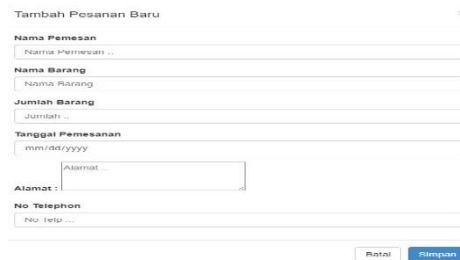 Tambah Pesanan Baru
Nama Pemesan
Nama Pemesan ..
Nama Barang
Nama Barang
Jumlah Barang
Jumlah ..
Tanggal Pemesanan
mm/dd/yyyy
Alamat ..
Alamat :
No Telephon
No Telp ...
Batal Simpan